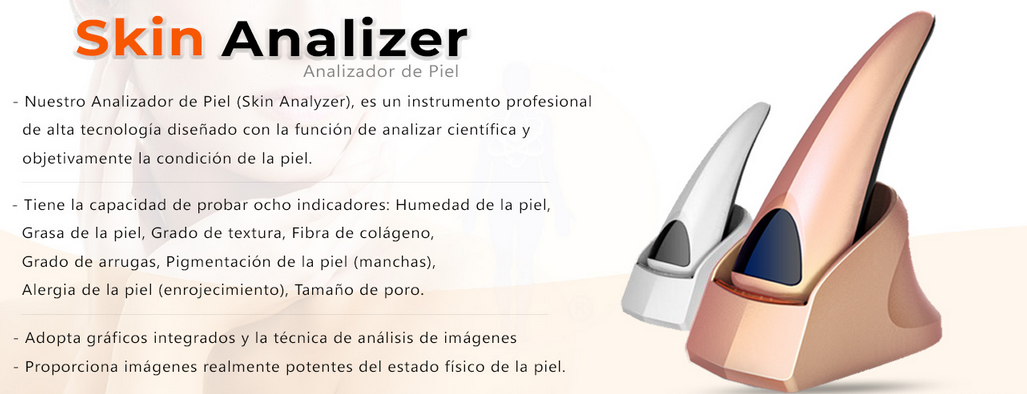 Skin Analizer
Analizador de Piel
- Nuestro Analizador de Piel (Skin Analyzer), es un instrumento profesional
de alta tecnología diseñado con la función de analizar científica y
objetivamente la condición de la piel.
- Tiene la capacidad de probar ocho indicadores: Humedad de la piel,
Grasa de la piel, Grado de textura, Fibra de colágeno,
Grado de arrugas, Pigmentación de la piel (manchas),
Alergia de la piel (enrojecimiento), Tamaño de poro.
- Adopta gráficos integrados y la técnica de análisis de imágenes
- Proporciona imágenes realmente potentes del estado físico de la piel.